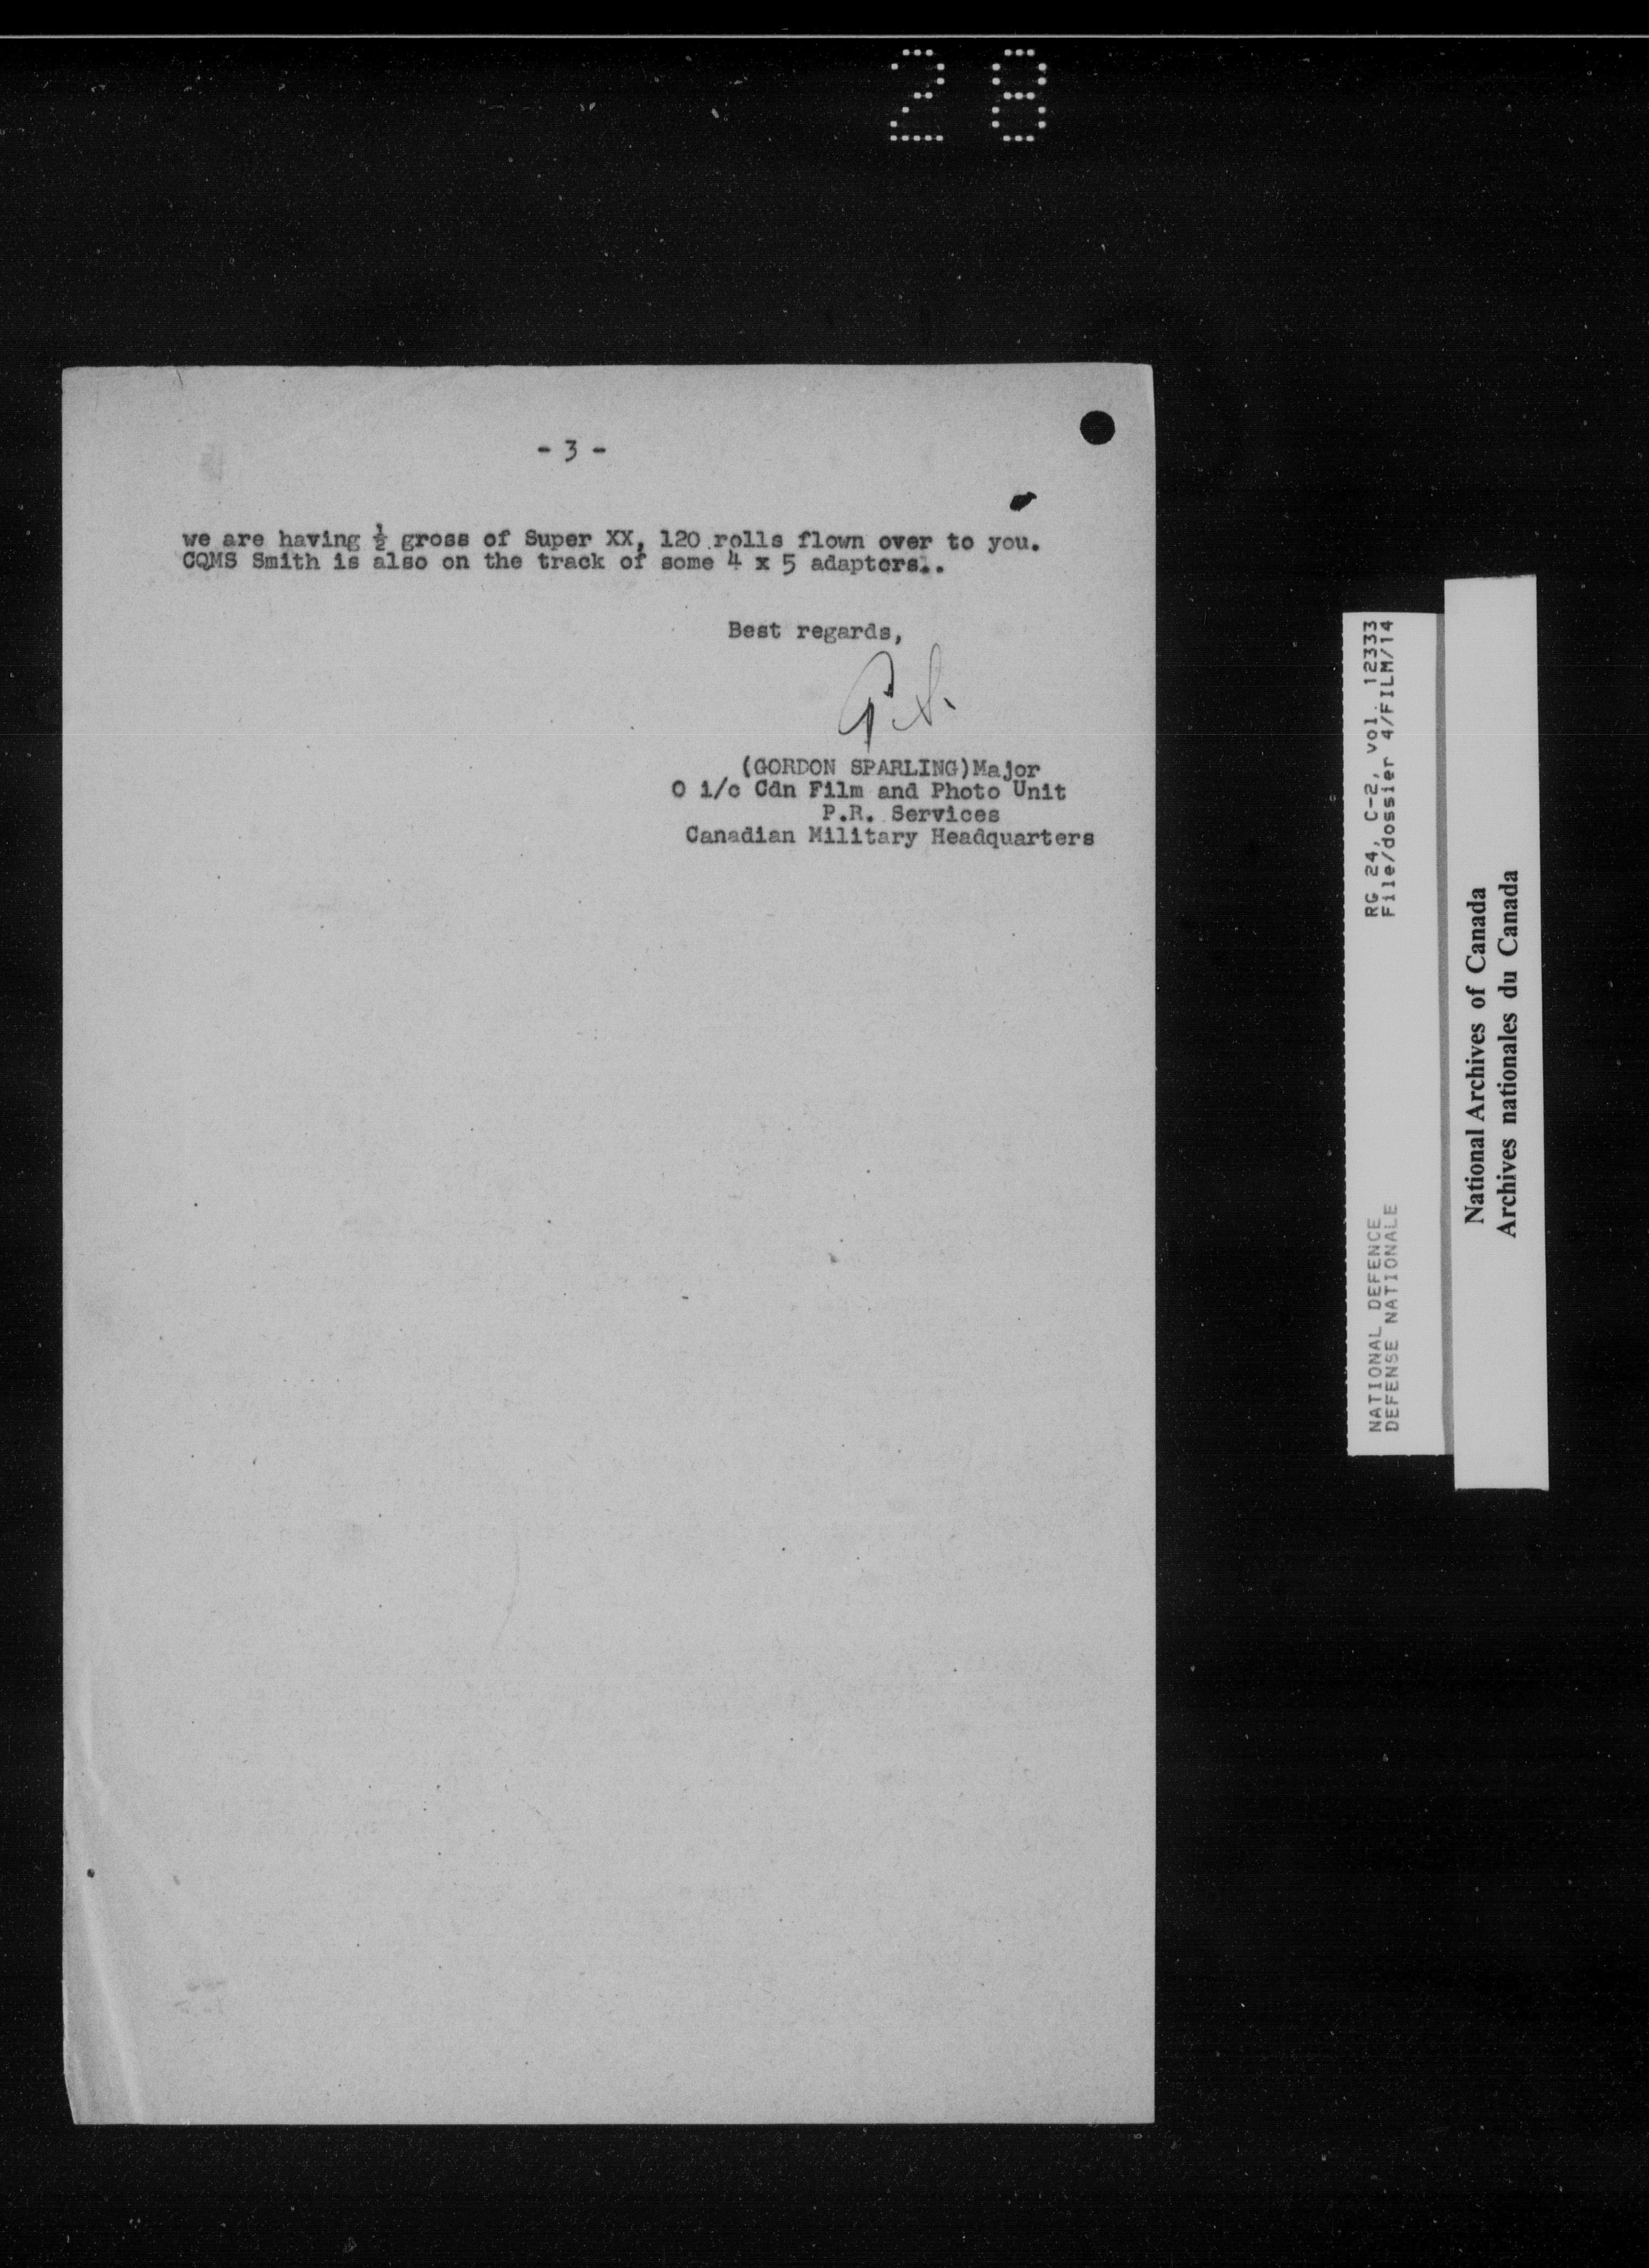 28
- 3 -
we are having ½ gross of Super XX, 120 rolls flown over to you.
CQMS Smith is also on the track of some 4 x 5 adaptors..
Best regards,
G.S.
(GORDON SPARLING)Major
O i/c Cdn Film and Photo Unit
P.R. Services
Canadian Military Headquarters
RG 24, C-2, vol. 12333
File/dossier 4/FILM/14
NATIONAL DEFENCE
DEFENSE NATIONALE
National Archives of Canada
Archives nationales du Canada